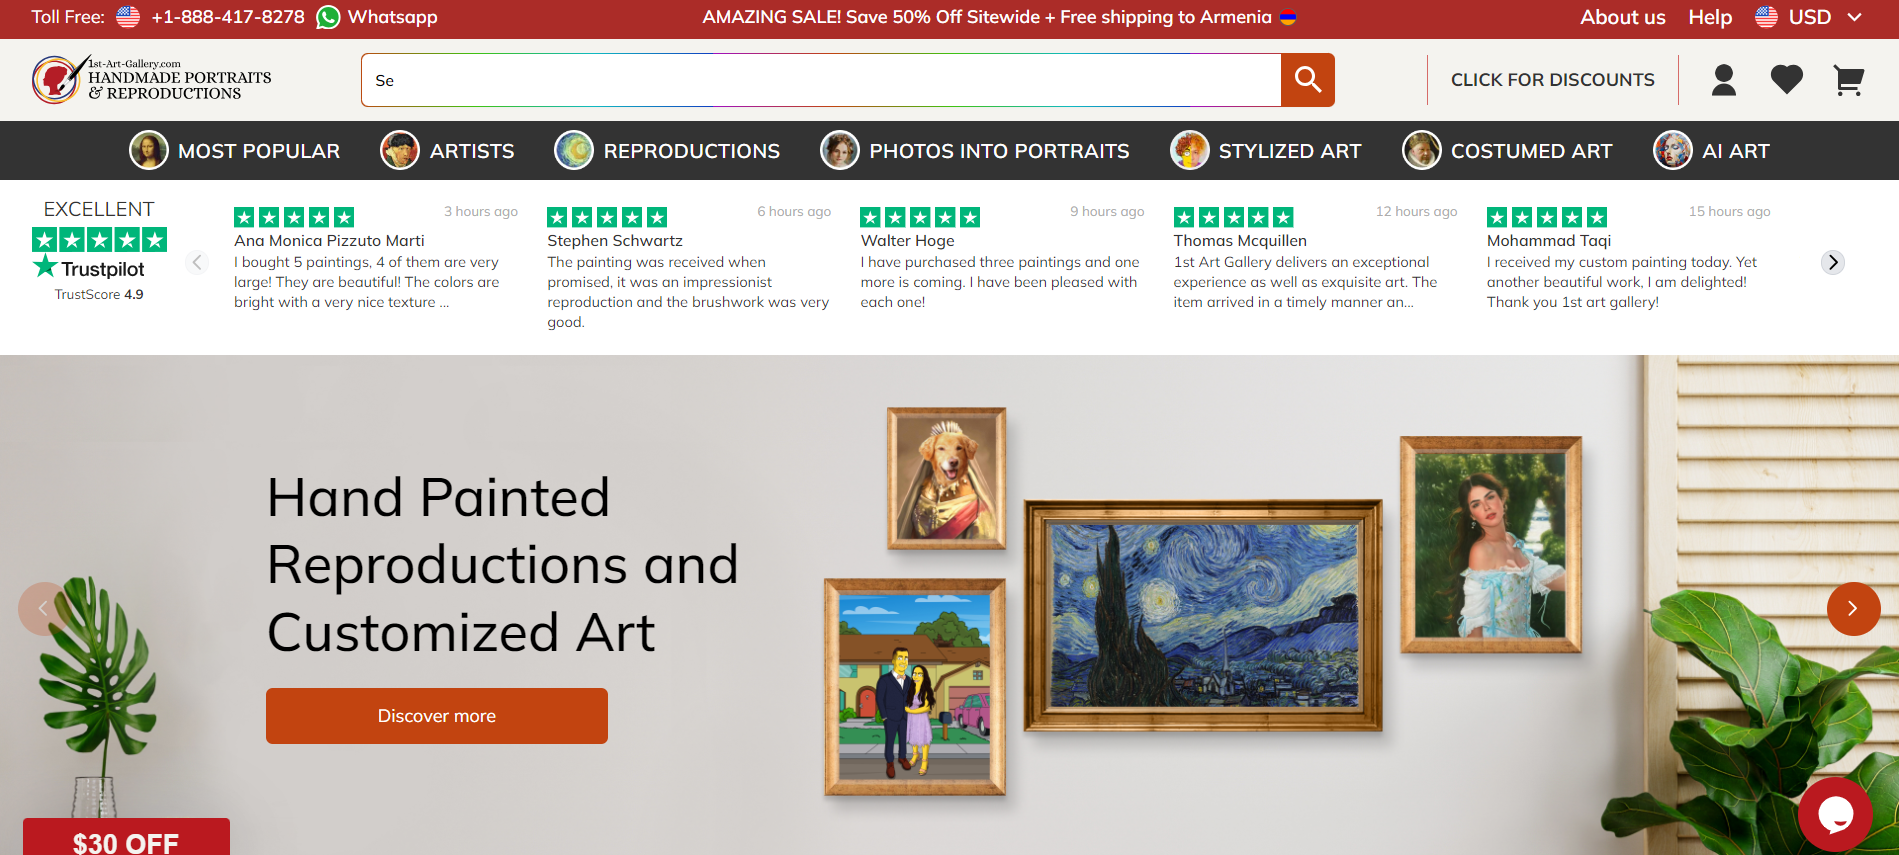 Toll Free: +1-888-417-8278 Whatsapp
AMAZING SALE! Save 50% Off Sitewide + Free shipping to Armenia
About us Help USD
1st-Art-Gallery.com
HANDMADE PORTRAITS
& REPRODUCTIONS
Se
CLICK FOR DISCOUNTS
MOST POPULAR ARTISTS REPRODUCTIONS PHOTOS INTO PORTRAITS STYLIZED ART COSTUMED ART AI ART
EXCELLENT
Trustpilot
TrustScore 4.9
3 hours ago
Ana Monica Pizzuto Marti
I bought 5 paintings, 4 of them are very
large! They are beautiful! The colors are
bright with a very nice texture ...
6 hours ago
Stephen Schwartz
The painting was received when
promised, it was an impressionist
reproduction and the brushwork was very
good.
9 hours ago
Walter Hoge
I have purchased three paintings and one
more is coming. I have been pleased with
each one!
12 hours ago
Thomas Mcquillen
1st Art Gallery delivers an exceptional
experience as well as exquisite art. The
item arrived in a timely manner an...
15 hours ago
Mohammad Taqi
I received my custom painting today. Yet
another beautiful work, I am delighted!
Thank you 1st art gallery!
Hand Painted
Reproductions and
Customized Art
Discover more
$30 OFF